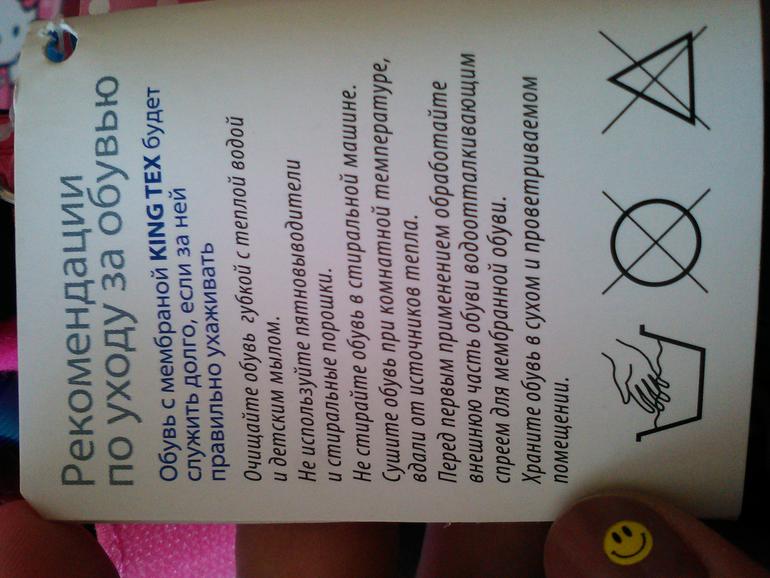 Рекомендации
по уходу за обувью
Обувь с мембраной KING TEX будет
служить долго, если за ней
правильно ухаживать
Очищайте обувь губкой с теплой водой
и детским мылом.
Не используйте пятновыводители
и стиральные порошки.
Не стирайте обувь в стиральной машине.
Сушите обувь при комнатной температуре,
вдали от источников тепла.
Перед первым применением обработайте
внешнюю часть обуви водоотталкивающим
спреем для мембранной обуви.
Храните обувь в сухом и проветриваемом
помещении.